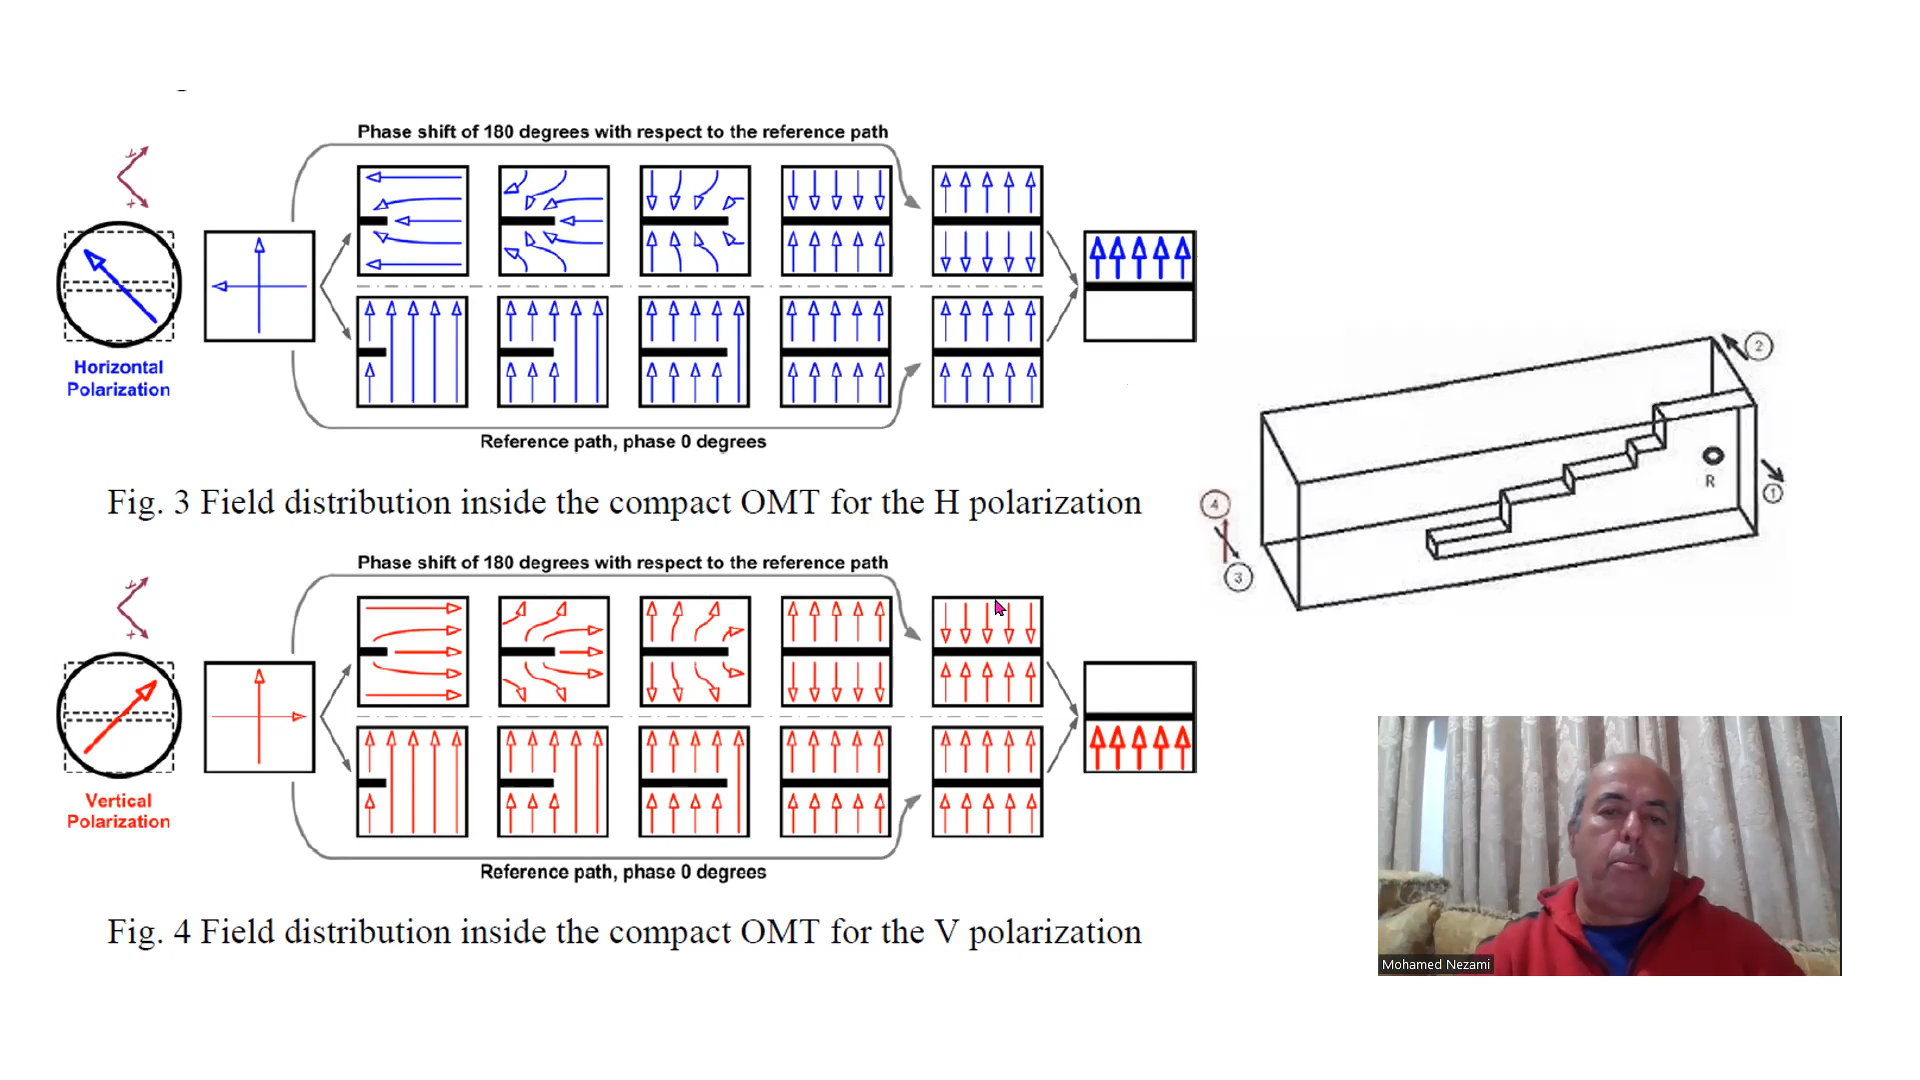 Phase shift of 180 degrees with respect to the reference path
Horizontal
Polarization
Reference path, phase 0 degrees
Fig. 3 Field distribution inside the compact OMT for the H polarization
Phase shift of 180 degrees with respect to the reference path
Vertical
Polarization
Reference path, phase 0 degrees
Fig. 4 Field distribution inside the compact OMT for the V polarization
2
R
1
4
3
Mohamed Nezami